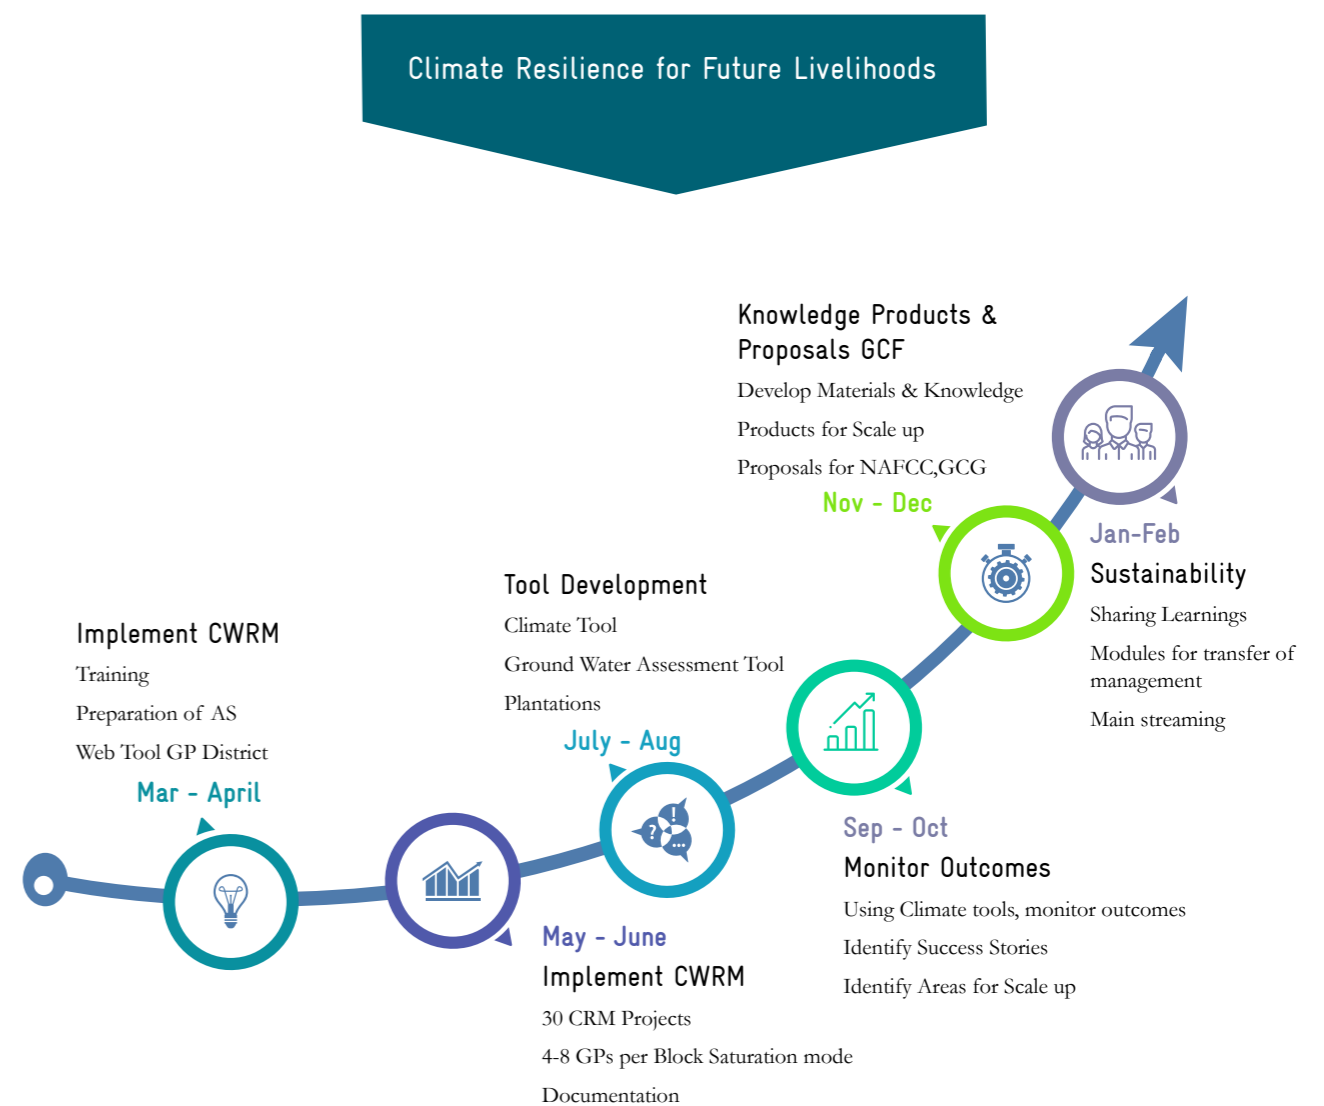 Climate Resilience for Future Livelihoods
Implement CWRM
Training
Preparation of AS
Web Tool GP District
Mar - April
May - June
Implement CWRM
30 CRM Projects
4-8 GPs per Block Saturation mode
Documentation
Tool Development
Climate Tool
Ground Water Assessment Tool
Plantations
July - Aug
?
!
...
Sep - Oct
Monitor Outcomes
Using Climate tools, monitor outcomes
Identify Success Stories
Identify Areas for Scale up
Knowledge Products &
Proposals GCF
Develop Materials & Knowledge
Products for Scale up
Proposals for NAFCC,GCG
Nov - Dec
Jan-Feb
Sustainability
Sharing Learnings
Modules for transfer of
management
Main streaming